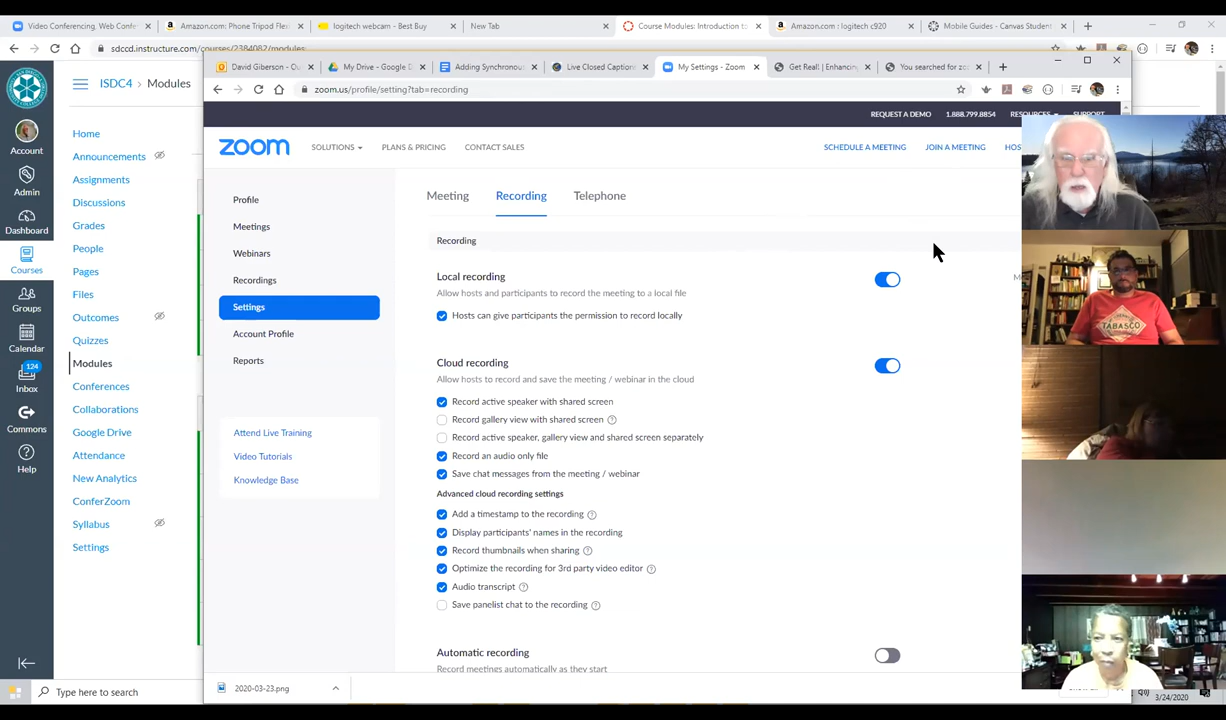 Video Conferencing, Web Confe
Amazon.com: Phone Tripod Flexi
logitech webcam - Best Buy
New Tab
Course Modules: Introduction to
Amazon.com : logitech c920
Mobile Guides - Canvas Student
sdccd.instructure.com/courses/2384082/modules
David Giberson - Ou
My Drive - Google D
Adding Synchronou
Live Closed Caption
My Settings - Zoom
Get Real! | Enhancing
You searched for zo
zoom.us/profile/setting?tab=recording
ISDC4 > Modules
REQUEST A DEMO
1.888.799.8854
RESOURCES
SUPPORT
zoom
SOLUTIONS
PLANS & PRICING
CONTACT SALES
SCHEDULE A MEETING
JOIN A MEETING
HOS
Account
Admin
Dashboard
Courses
Groups
Calendar
124
Inbox
Commons
Help
Home
Announcements
Assignments
Discussions
Grades
People
Pages
Files
Outcomes
Quizzes
Modules
Conferences
Collaborations
Google Drive
Attendance
New Analytics
ConferZoom
Syllabus
Settings
Profile
Meetings
Webinars
Recordings
Settings
Account Profile
Reports
Attend Live Training
Video Tutorials
Knowledge Base
Meeting
Recording
Telephone
Recording
Local recording
Allow hosts and participants to record the meeting to a local file
Hosts can give participants the permission to record locally
Cloud recording
Allow hosts to record and save the meeting / webinar in the cloud
Record active speaker with shared screen
Record gallery view with shared screen
Record active speaker, gallery view and shared screen separately
Record an audio only file
Save chat messages from the meeting / webinar
Advanced cloud recording settings
Add a timestamp to the recording
Display participants' names in the recording
Record thumbnails when sharing
Optimize the recording for 3rd party video editor
Audio transcript
Save panelist chat to the recording
Automatic recording
Record meetings automatically as they start
TABASCO
2020-03-23.png
Type here to search
3/24/2020